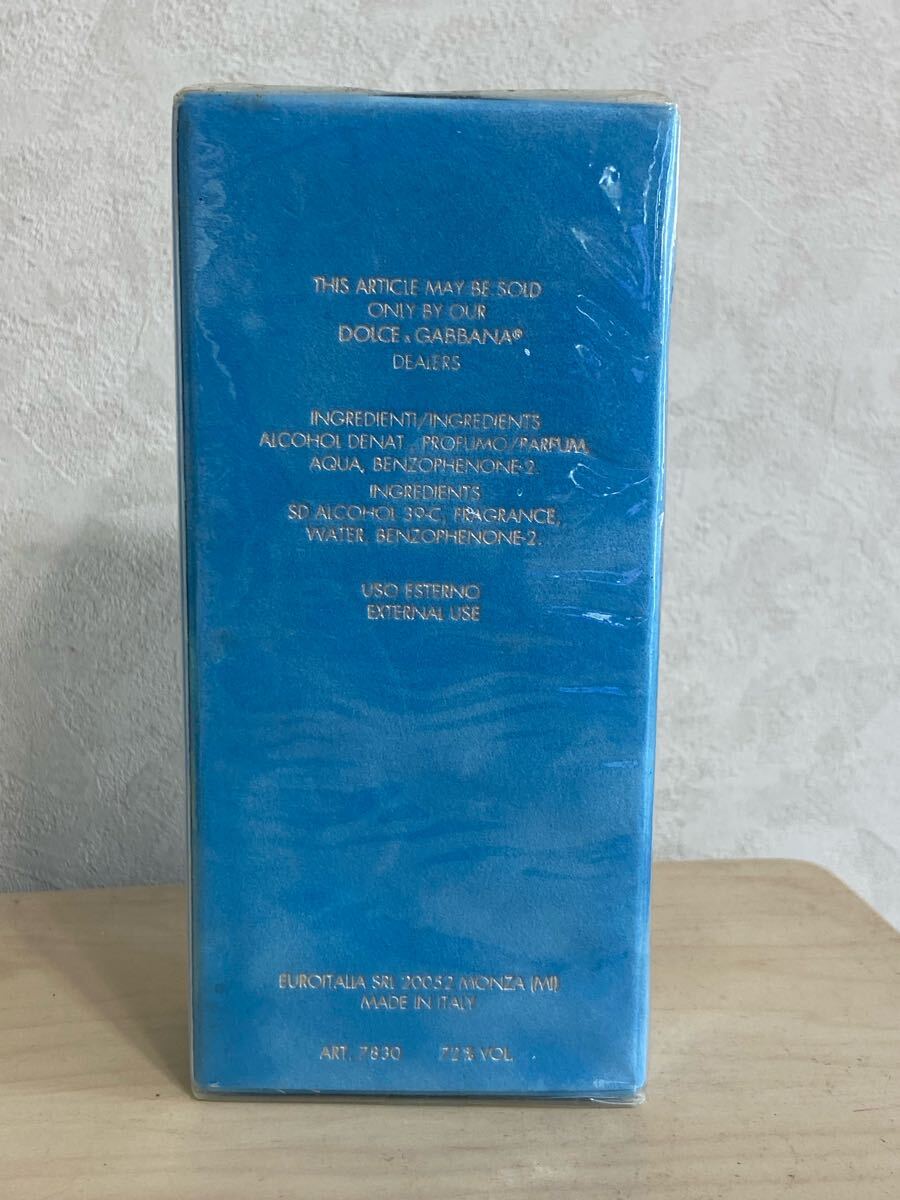 THIS ARTICLE MAY BE SOLD
ONLY BY OUR
DOLCE & GABBANA®
DEALERS
INGREDIENTI/INGREDIENTS
ALCOHOL DENAT., PROFUMO/PARFUM,
AQUA, BENZOPHENONE-2.
INGREDIENTS
SD ALCOHOL 39-C, FRAGRANCE,
WATER, BENZOPHENONE-2.
USO ESTERNO
EXTERNAL USE
EUROITALIA SRL 20052 MONZA (MI)
MADE IN ITALY
ART. 7830 72% VOL.